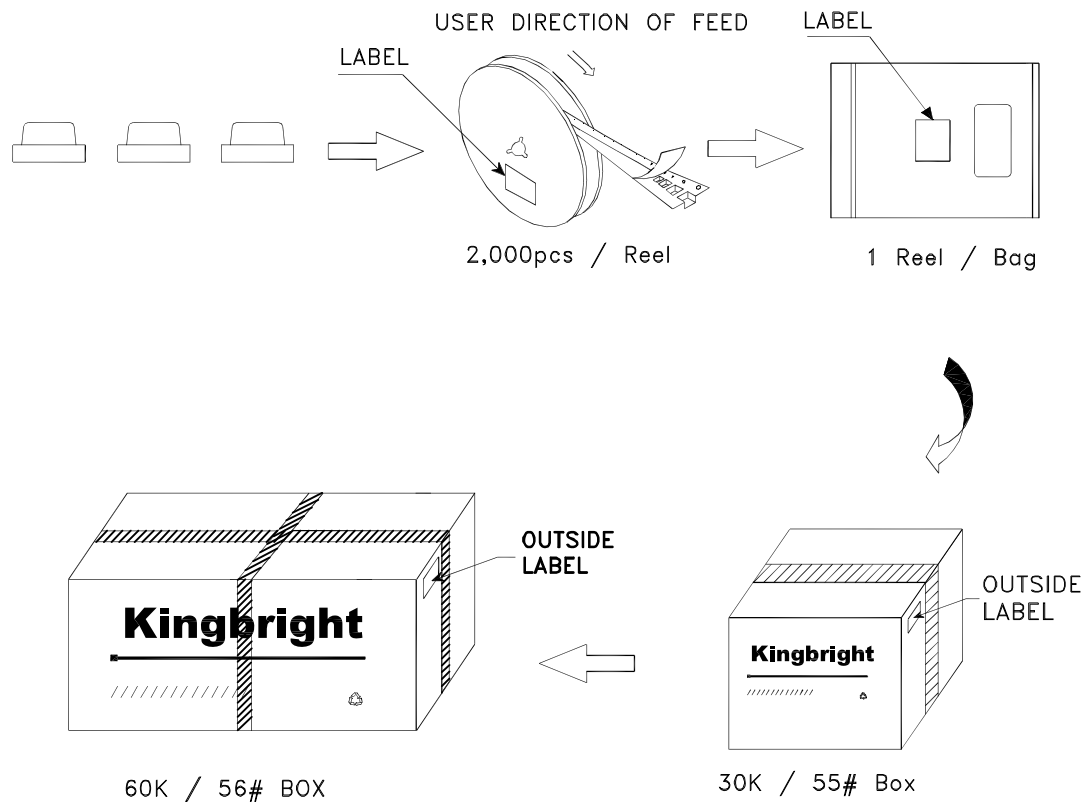 USER DIRECTION OF FEED
LABEL
LABEL
2,000pcs / Reel
1 Reel / Bag
OUTSIDE
LABEL
OUTSIDE
LABEL
Kingbright
Kingbright
60K / 56# BOX
30K / 55# Box